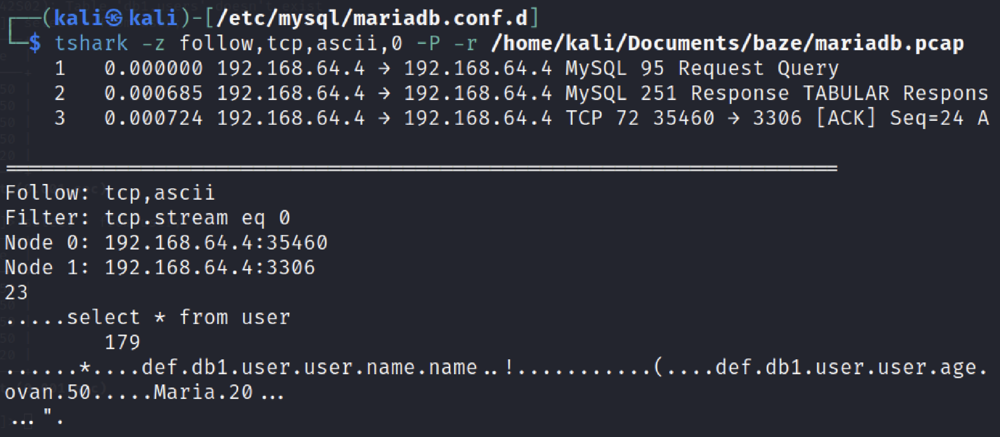 (kali㉿kali)-[/etc/mysql/mariadb.conf.d]
$ tshark -z follow,tcp,ascii,0 -P -r /home/kali/Documents/baze/mariadb.pcap
1 0.000000 192.168.64.4 → 192.168.64.4 MySQL 95 Request Query
2 0.000685 192.168.64.4 → 192.168.64.4 MySQL 251 Response TABULAR Respons
3 0.000724 192.168.64.4 → 192.168.64.4 TCP 72 35460 → 3306 [ACK] Seq=24 A
===================================================================
Follow: tcp,ascii
Filter: tcp.stream eq 0
Node 0: 192.168.64.4:35460
Node 1: 192.168.64.4:3306
23
.....select * from user
179
......*....def.db1.user.user.name.name..!...........(....def.db1.user.user.age.
ovan.50.....Maria.20...
...".